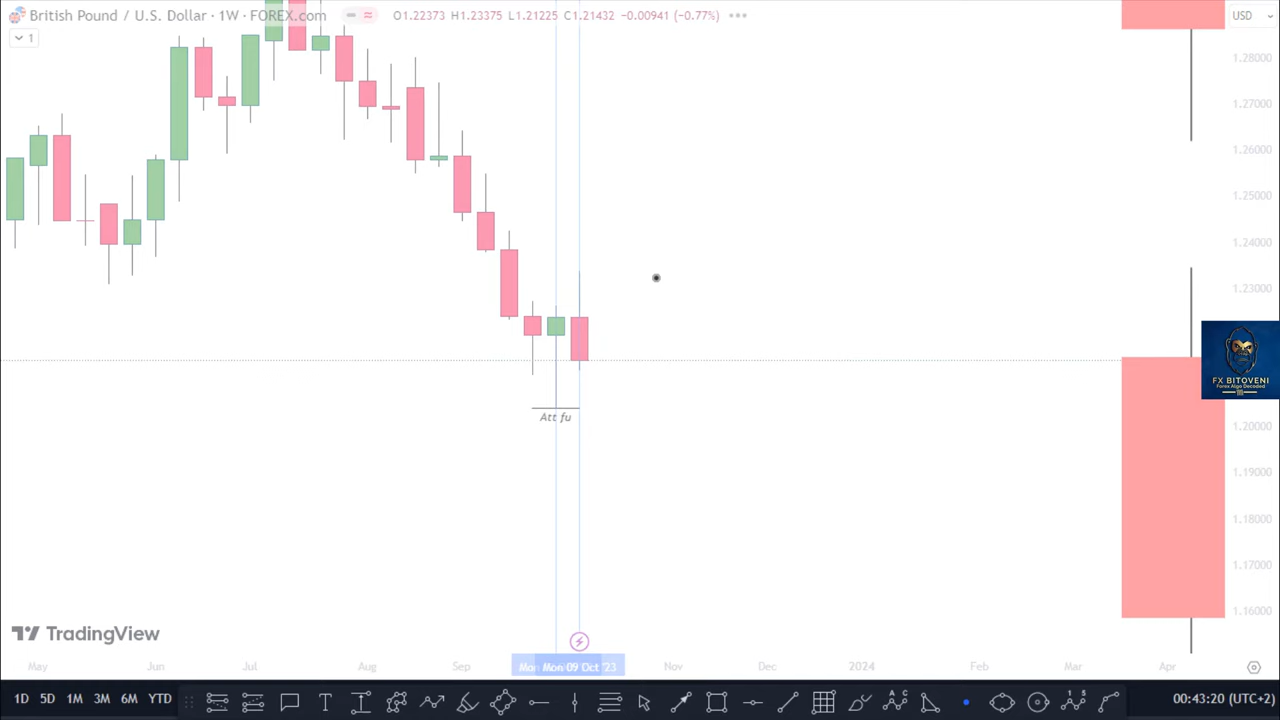 British Pound / U.S. Dollar · 1W · FOREX.com O1.22373 H1.23375 L1.21225 C1.21432 −0.00941 (−0.77%)
USD
1
1.28000
1.27000
1.26000
1.25000
1.24000
1.23000
FX BITOVENI
Forex Algo Decoded
Att fu
1.20000
1.19000
1.18000
1.17000
1.16000
TradingView
May Jun Jul Aug Sep Mon 09 Oct '23 Nov Dec 2024 Feb Mar Apr
1D 5D 1M 3M 6M YTD T A C B 1 5 00:43:20 (UTC+2)